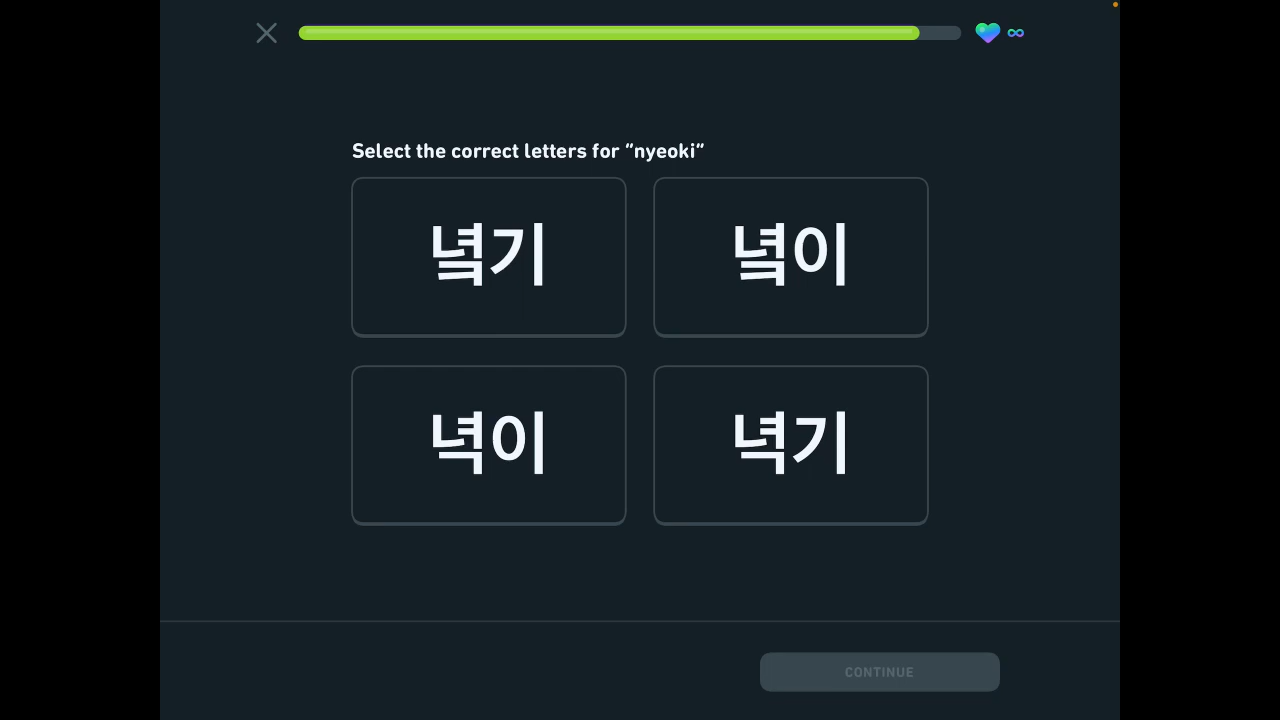 Select the correct letters for “nyeoki”
녘기
녘이
녁이
녁기
CONTINUE